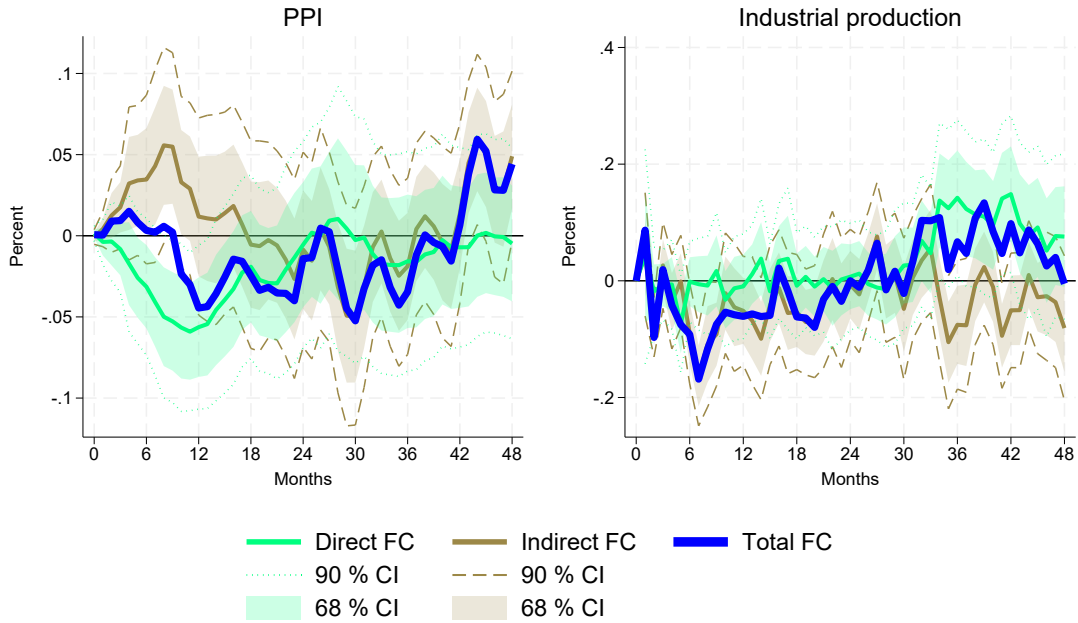 PPI
Percent
.1
.05
0
-.05
-.1
0 6 12 18 24 30 36 42 48
Months
Industrial production
Percent
.4
.2
0
-.2
0 6 12 18 24 30 36 42 48
Months
Direct FC Indirect FC Total FC
90 % CI 90 % CI
68 % CI 68 % CI